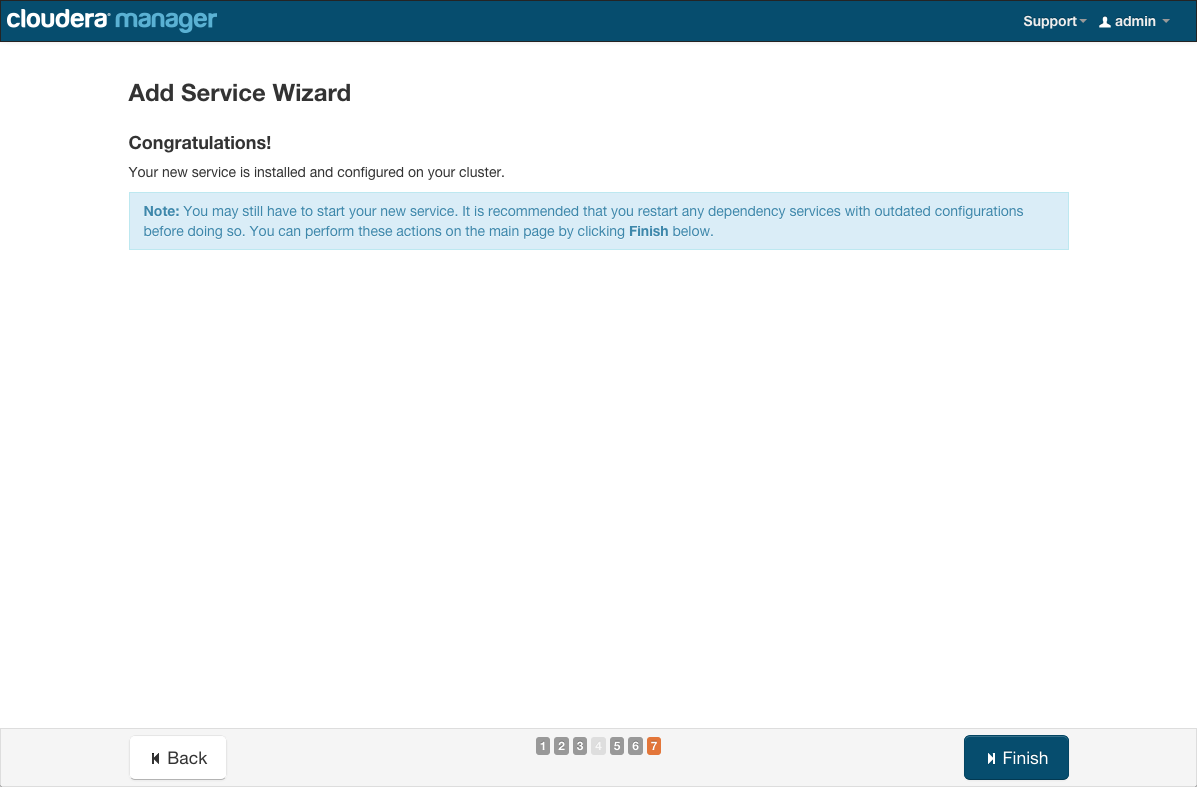 cloudera manager
Support
admin
Add Service Wizard
Congratulations!
Your new service is installed and configured on your cluster.
Note: You may still have to start your new service. It is recommended that you restart any dependency services with outdated configurations
before doing so. You can perform these actions on the main page by clicking Finish below.
Back
1 2 3 4 5 6 7
Finish